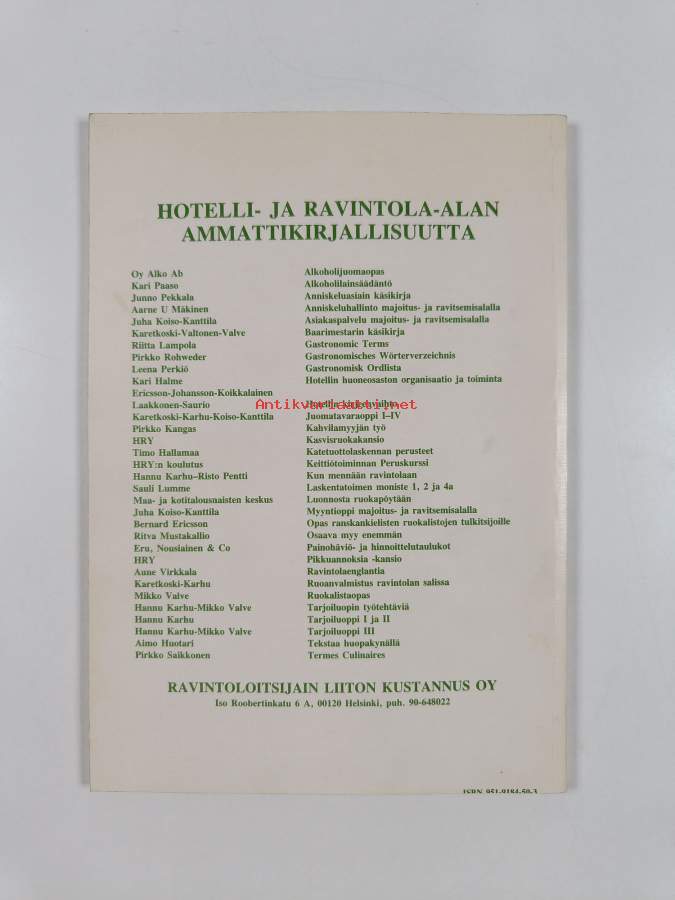 HOTELLI- JA RAVINTOLA-ALAN
AMMATTIKIRJALLISUUTTA
Oy Alko Ab Alkoholijuomaopas
Kari Paaso Alkoholilainsäädäntö
Junno Pekkala Anniskeluasiain käsikirja
Aarne U Mäkinen Anniskeluhallinto majoitus- ja ravitsemisalalla
Juha Koiso-Kanttila Asiakaspalvelu majoitus- ja ravitsemisalalla
Karetkoski-Valtonen-Valve Baarimestarin käsikirja
Riitta Lampola Gastronomic Terms
Pirkko Rohweder Gastronomisches Wörterverzeichnis
Leena Perkiö Gastronomisk Ordlista
Kari Halme Hotellin huoneosaston organisaatio ja toiminta
Ericsson-Johansson-Koikkalainen
Laakkonen-Saurio Hotellin
Antikvariaatti.net
Karetkoski-Karhu-Koiso-Kanttila Juomatavaraoppi I–IV
Pirkko Kangas Kahvilamyyjän työ
HRY Kasvisruokakansio
Timo Hallamaa Katetuottolaskennan perusteet
HRY:n koulutus Keittiötoiminnan Peruskurssi
Hannu Karhu–Risto Pentti Kun mennään ravintolaan
Sauli Lumme Laskentatoimen moniste 1, 2 ja 4a
Maa- ja kotitalousnaisten keskus Luonnosta ruokapöytään
Juha Koiso-Kanttila Myyntioppi majoitus- ja ravitsemisalalla
Bernard Ericsson Opas ranskankielisten ruokalistojen tulkitsijoille
Ritva Mustakallio Osaava myy enemmän
Eru, Nousiainen & Co Painohäviö- ja hinnoittelutaulukot
HRY Pikkuannoksia -kansio
Aune Virkkala Ravintolaenglantia
Karetkoski-Karhu Ruoanvalmistus ravintolan salissa
Mikko Valve Ruokalistaopas
Hannu Karhu-Mikko Valve Tarjoiluopin työtehtäviä
Hannu Karhu Tarjoiluoppi I ja II
Hannu Karhu-Mikko Valve Tarjoiluoppi III
Aimo Huotari Tekstaa huopakynällä
Pirkko Saikkonen Termes Culinaires
RAVINTOLOITSIJAIN LIITON KUSTANNUS OY
Iso Roobertinkatu 6 A, 00120 Helsinki, puh. 90-648022
ISBN 951-9184-50-3